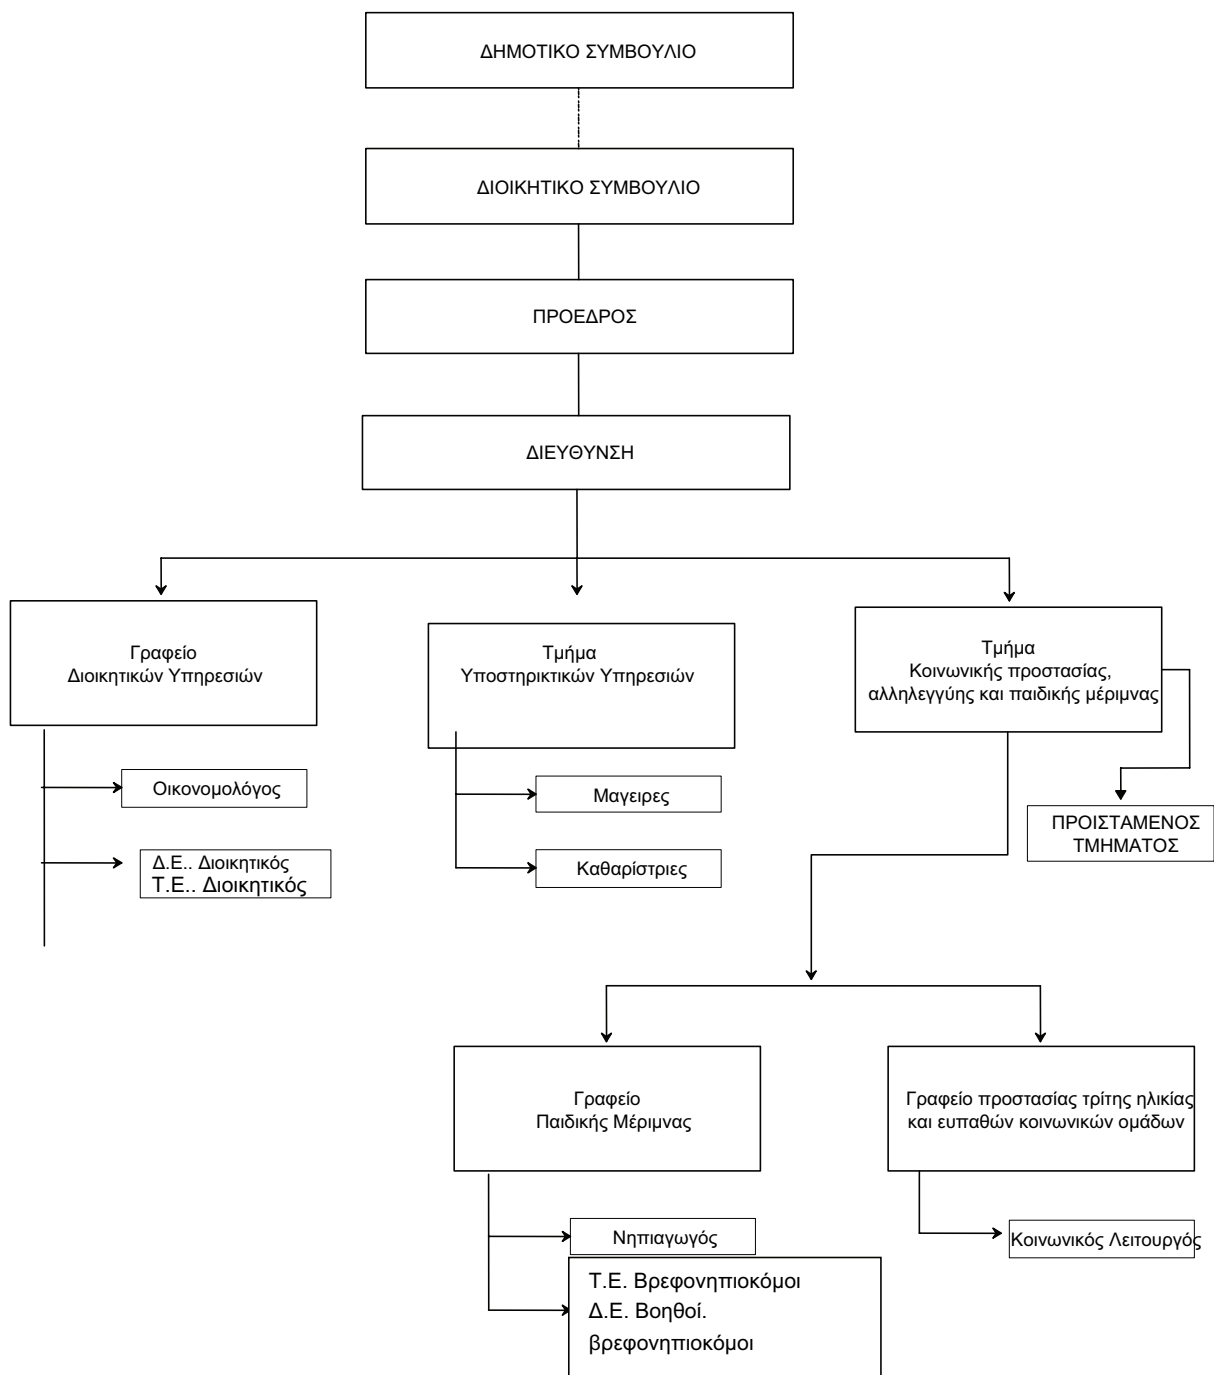 ΔΗΜΟΤΙΚΟ ΣΥΜΒΟΥΛΙΟ
ΔΙΟΙΚΗΤΙΚΟ ΣΥΜΒΟΥΛΙΟ
ΠΡΟΕΔΡΟΣ
ΔΙΕΥΘΥΝΣΗ
Γραφείο
Διοικητικών Υπηρεσιών
Οικονομολόγος
Δ.Ε.. Διοικητικός
Τ.Ε.. Διοικητικός
Τμήμα
Υποστηρικτικών Υπηρεσιών
Μαγειρες
Καθαρίστριες
Τμήμα
Κοινωνικής προστασίας,
αλληλεγγύης και παιδικής μέριμνας
ΠΡΟΙΣΤΑΜΕΝΟΣ
ΤΜΗΜΑΤΟΣ
Γραφείο
Παιδικής Μέριμνας
Νηπιαγωγός
Τ.Ε. Βρεφονηπιοκόμοι
Δ.Ε. Βοηθοί.
βρεφονηπιοκόμοι
Γραφείο προστασίας τρίτης ηλικίας
και ευπαθών κοινωνικών ομάδων
Κοινωνικός Λειτουργός